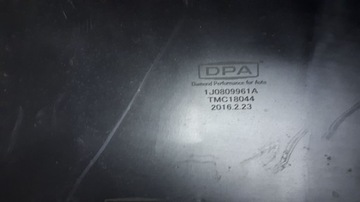 DPA
Diamond Performance for Auto
1J0809961A
TMC18044
2016.2.23